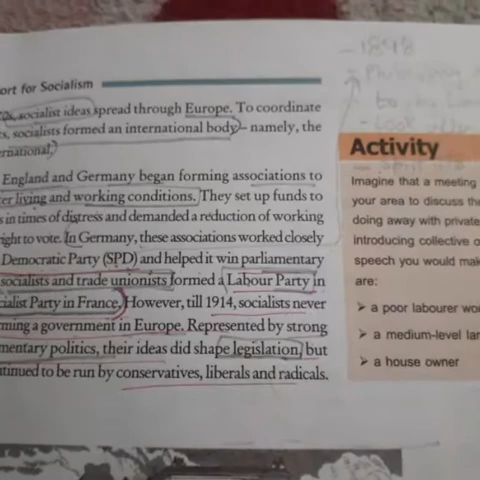 ort for Socialism
0s, socialist ideas spread through Europe. To coordinate
s, socialists formed an international body – namely, the
ernational.
England and Germany began forming associations to
er living and working conditions. They set up funds to
s in times of distress and demanded a reduction of working
right to vote. In Germany, these associations worked closely
Democratic Party (SPD) and helped it win parliamentary
socialists and trade unionists formed a Labour Party in
cialist Party in France. However, till 1914, socialists never
ming a government in Europe. Represented by strong
mentary politics, their ideas did shape legislation, but
ntinued to be run by conservatives, liberals and radicals.
Activity
Imagine that a meeting
your area to discuss the
doing away with private
introducing collective o
speech you would mak
are:
➢ a poor labourer wo
➢ a medium-level lan
➢ a house owner